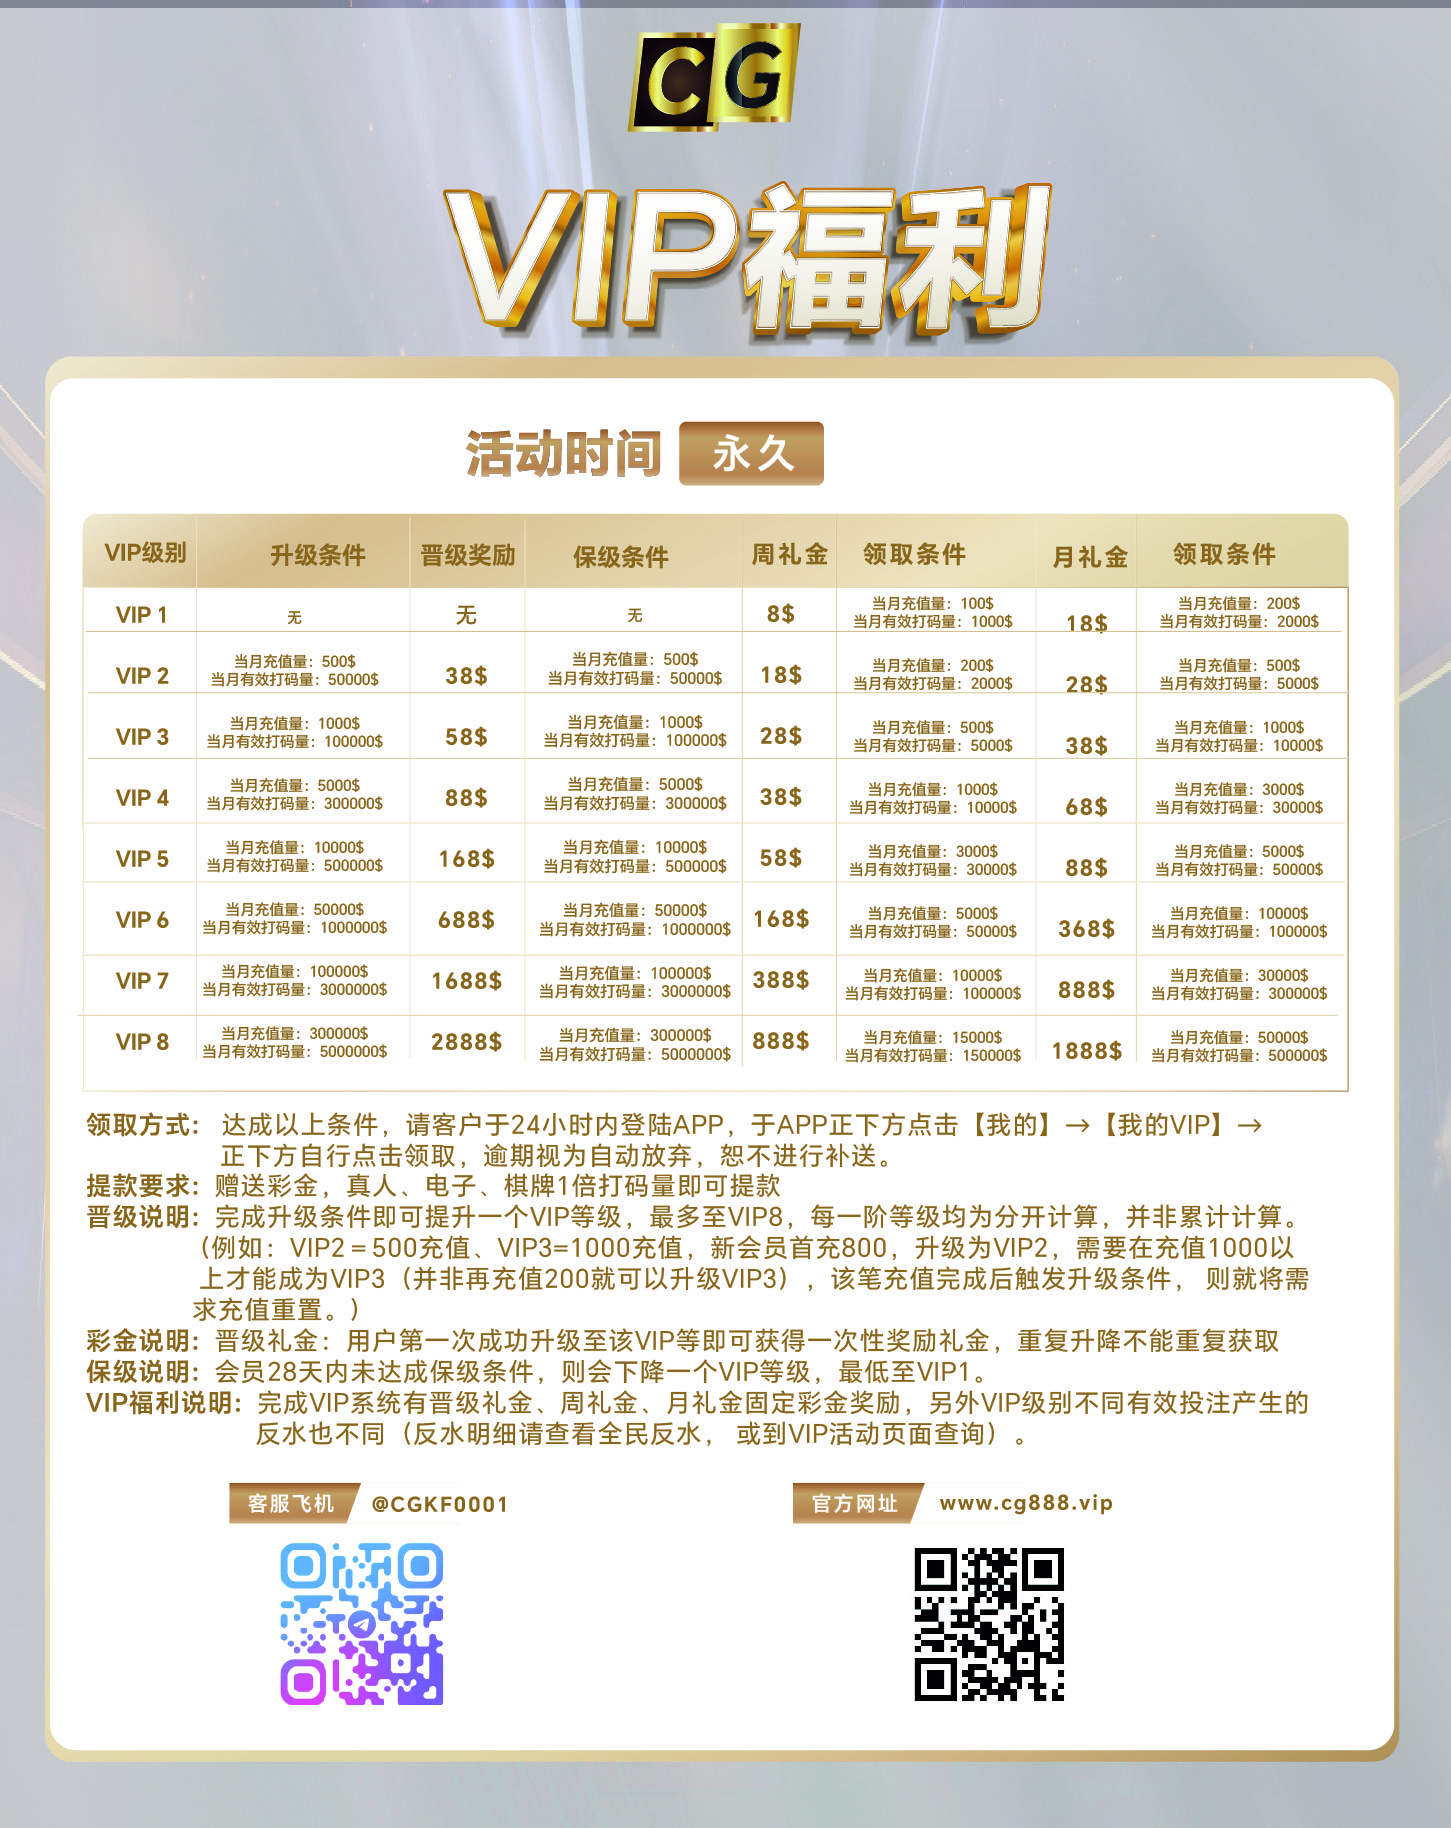 CG
VIP福利
活动时间 永久
VIP级别 升级条件 晋级奖励 保级条件 周礼金 领取条件 月礼金 领取条件
VIP 1 无 无 无 8$ 当月充值量：100$ 当月有效打码量：1000$ 18$ 当月充值量：200$ 当月有效打码量：2000$
VIP 2 当月充值量：500$ 当月有效打码量：50000$ 38$ 当月充值量：500$ 当月有效打码量：50000$ 18$ 当月充值量：200$ 当月有效打码量：2000$ 28$ 当月充值量：500$ 当月有效打码量：5000$
VIP 3 当月充值量：1000$ 当月有效打码量：100000$ 58$ 当月充值量：1000$ 当月有效打码量：100000$ 28$ 当月充值量：500$ 当月有效打码量：5000$ 38$ 当月充值量：1000$ 当月有效打码量：10000$
VIP 4 当月充值量：5000$ 当月有效打码量：300000$ 88$ 当月充值量：5000$ 当月有效打码量：300000$ 38$ 当月充值量：1000$ 当月有效打码量：10000$ 68$ 当月充值量：3000$ 当月有效打码量：30000$
VIP 5 当月充值量：10000$ 当月有效打码量：500000$ 168$ 当月充值量：10000$ 当月有效打码量：500000$ 58$ 当月充值量：3000$ 当月有效打码量：30000$ 88$ 当月充值量：5000$ 当月有效打码量：50000$
VIP 6 当月充值量：50000$ 当月有效打码量：1000000$ 688$ 当月充值量：50000$ 当月有效打码量：1000000$ 168$ 当月充值量：5000$ 当月有效打码量：50000$ 368$ 当月充值量：10000$ 当月有效打码量：100000$
VIP 7 当月充值量：100000$ 当月有效打码量：3000000$ 1688$ 当月充值量：100000$ 当月有效打码量：3000000$ 388$ 当月充值量：10000$ 当月有效打码量：100000$ 888$ 当月充值量：30000$ 当月有效打码量：300000$
VIP 8 当月充值量：300000$ 当月有效打码量：5000000$ 2888$ 当月充值量：300000$ 当月有效打码量：5000000$ 888$ 当月充值量：15000$ 当月有效打码量：150000$ 1888$ 当月充值量：50000$ 当月有效打码量：500000$
领取方式： 达成以上条件，请客户于24小时内登陆APP，于APP正下方点击【我的】→【我的VIP】→
正下方自行点击领取，逾期视为自动放弃，恕不进行补送。
提款要求：赠送彩金，真人、电子、棋牌1倍打码量即可提款
晋级说明：完成升级条件即可提升一个VIP等级，最多至VIP8，每一阶等级均为分开计算，并非累计计算。
（例如：VIP2＝500充值、VIP3=1000充值，新会员首充800，升级为VIP2，需要在充值1000以
上才能成为VIP3（并非再充值200就可以升级VIP3），该笔充值完成后触发升级条件， 则就将需
求充值重置。）
彩金说明：晋级礼金：用户第一次成功升级至该VIP等即可获得一次性奖励礼金，重复升降不能重复获取
保级说明：会员28天内未达成保级条件，则会下降一个VIP等级，最低至VIP1。
VIP福利说明：完成VIP系统有晋级礼金、周礼金、月礼金固定彩金奖励，另外VIP级别不同有效投注产生的
反水也不同（反水明细请查看全民反水， 或到VIP活动页面查询）。
客服飞机 @CGKF0001
官方网址 www.cg888.vip